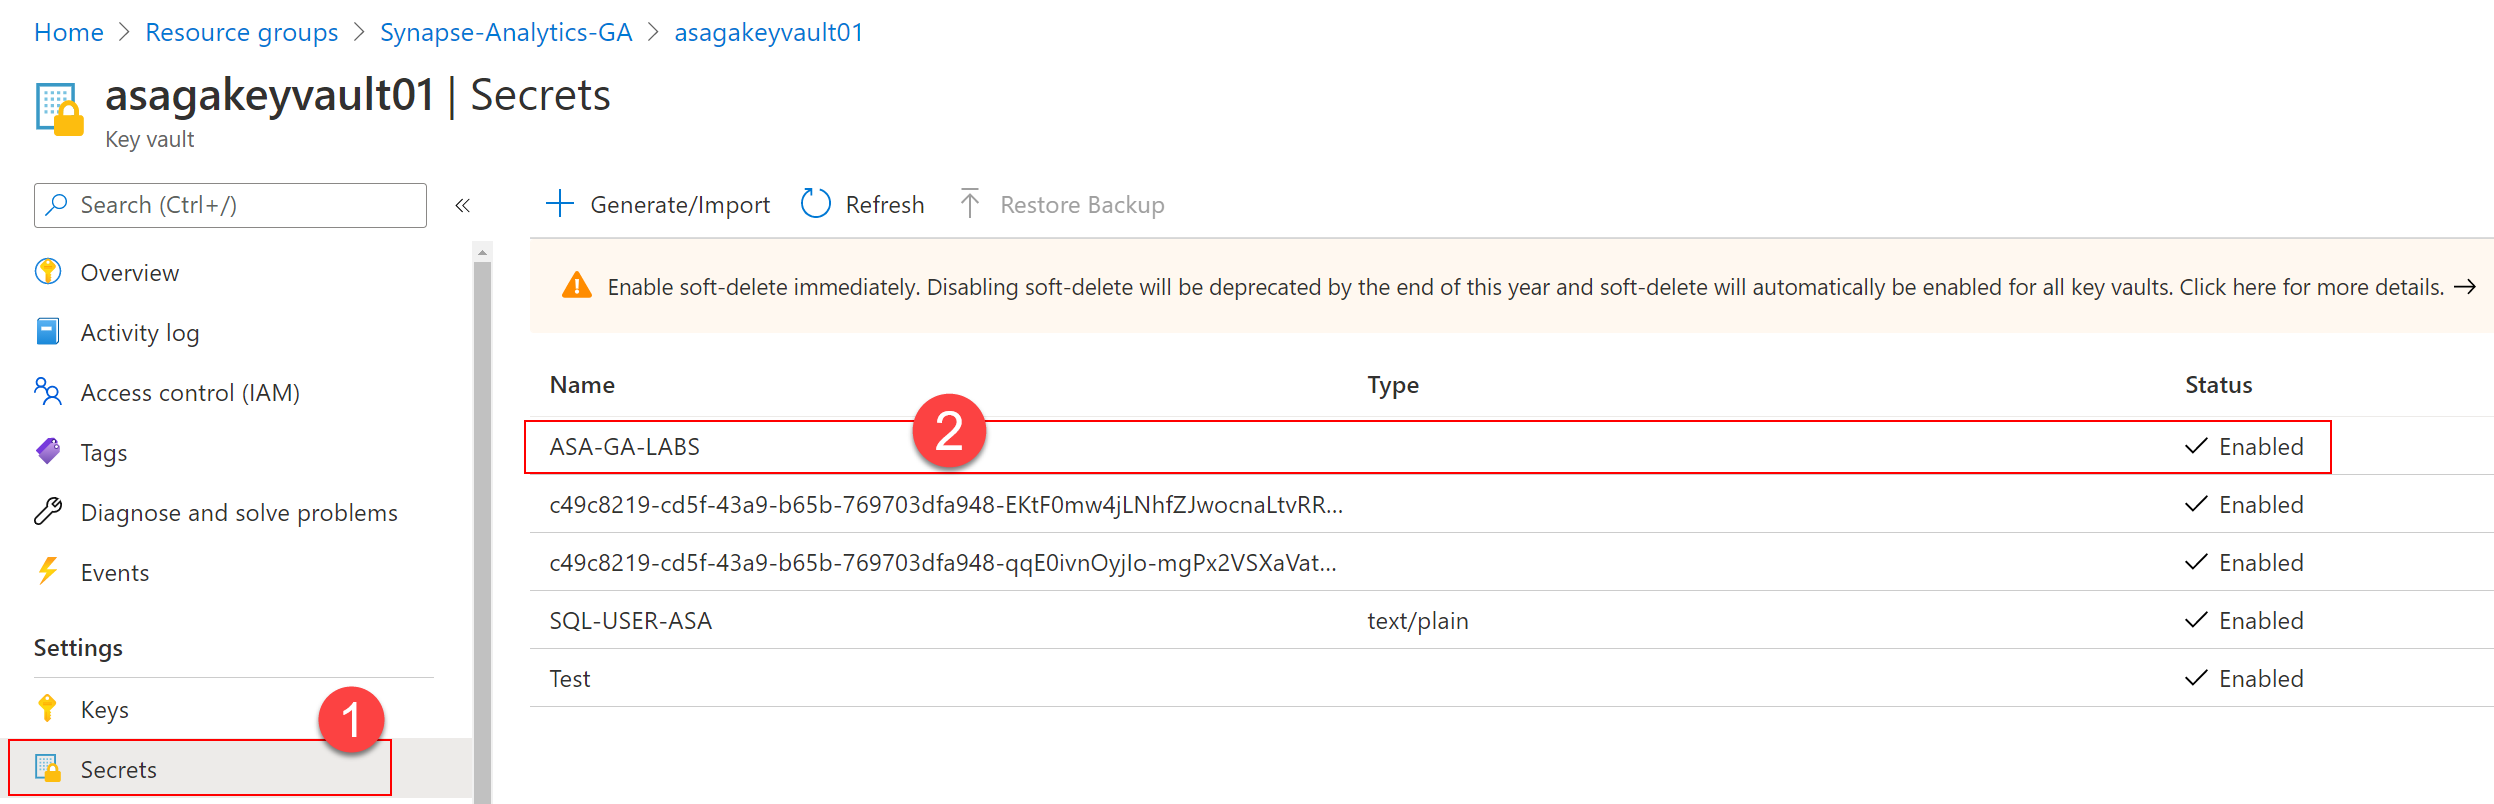 Home > Resource groups > Synapse-Analytics-GA > asagakeyvault01
asagakeyvault01 | Secrets
Key vault
Search (Ctrl+/)
«
Generate/Import
Refresh
Restore Backup
Overview
Activity log
Access control (IAM)
Tags
Diagnose and solve problems
Events
Settings
Keys
1
Secrets
Enable soft-delete immediately. Disabling soft-delete will be deprecated by the end of this year and soft-delete will automatically be enabled for all key vaults. Click here for more details. →
Name Type Status
2
ASA-GA-LABS Enabled
c49c8219-cd5f-43a9-b65b-769703dfa948-EKtF0mw4jLNhfZJwocnaLtvRR... Enabled
c49c8219-cd5f-43a9-b65b-769703dfa948-qqE0ivnOyjIo-mgPx2VSXaVat... Enabled
SQL-USER-ASA text/plain Enabled
Test Enabled